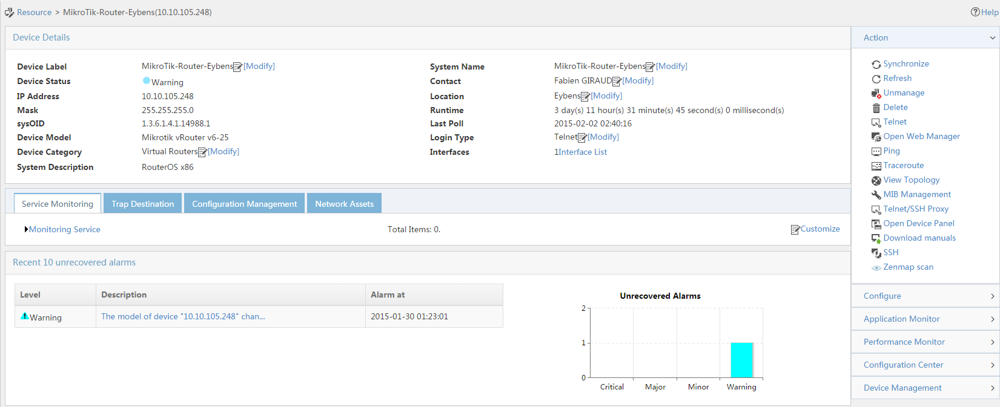 Resource > MikroTik-Router-Eybens(10.10.105.248)
Help
Device Details
Device Label MikroTik-Router-Eybens[Modify]
System Name MikroTik-Router-Eybens[Modify]
Device Status Warning
Contact Fabien GIRAUD[Modify]
IP Address 10.10.105.248
Location Eybens[Modify]
Mask 255.255.255.0
Runtime 3 day(s) 11 hour(s) 31 minute(s) 45 second(s) 0 millisecond(s)
sysOID 1.3.6.1.4.1.14988.1
Last Poll 2015-02-02 02:40:16
Device Model Mikrotik vRouter v6-25
Login Type Telnet[Modify]
Device Category Virtual Routers[Modify]
Interfaces 1Interface List
System Description RouterOS x86
Service Monitoring Trap Destination Configuration Management Network Assets
Monitoring Service Total Items: 0. Customize
Recent 10 unrecovered alarms
Level Description Alarm at
Warning The model of device "10.10.105.248" chan... 2015-01-30 01:23:01
Unrecovered Alarms
2
1
0
Critical Major Minor Warning
Action
Synchronize
Refresh
Unmanage
Delete
Telnet
Open Web Manager
Ping
Traceroute
View Topology
MIB Management
Telnet/SSH Proxy
Open Device Panel
Download manuals
SSH
Zenmap scan
Configure
Application Monitor
Performance Monitor
Configuration Center
Device Management